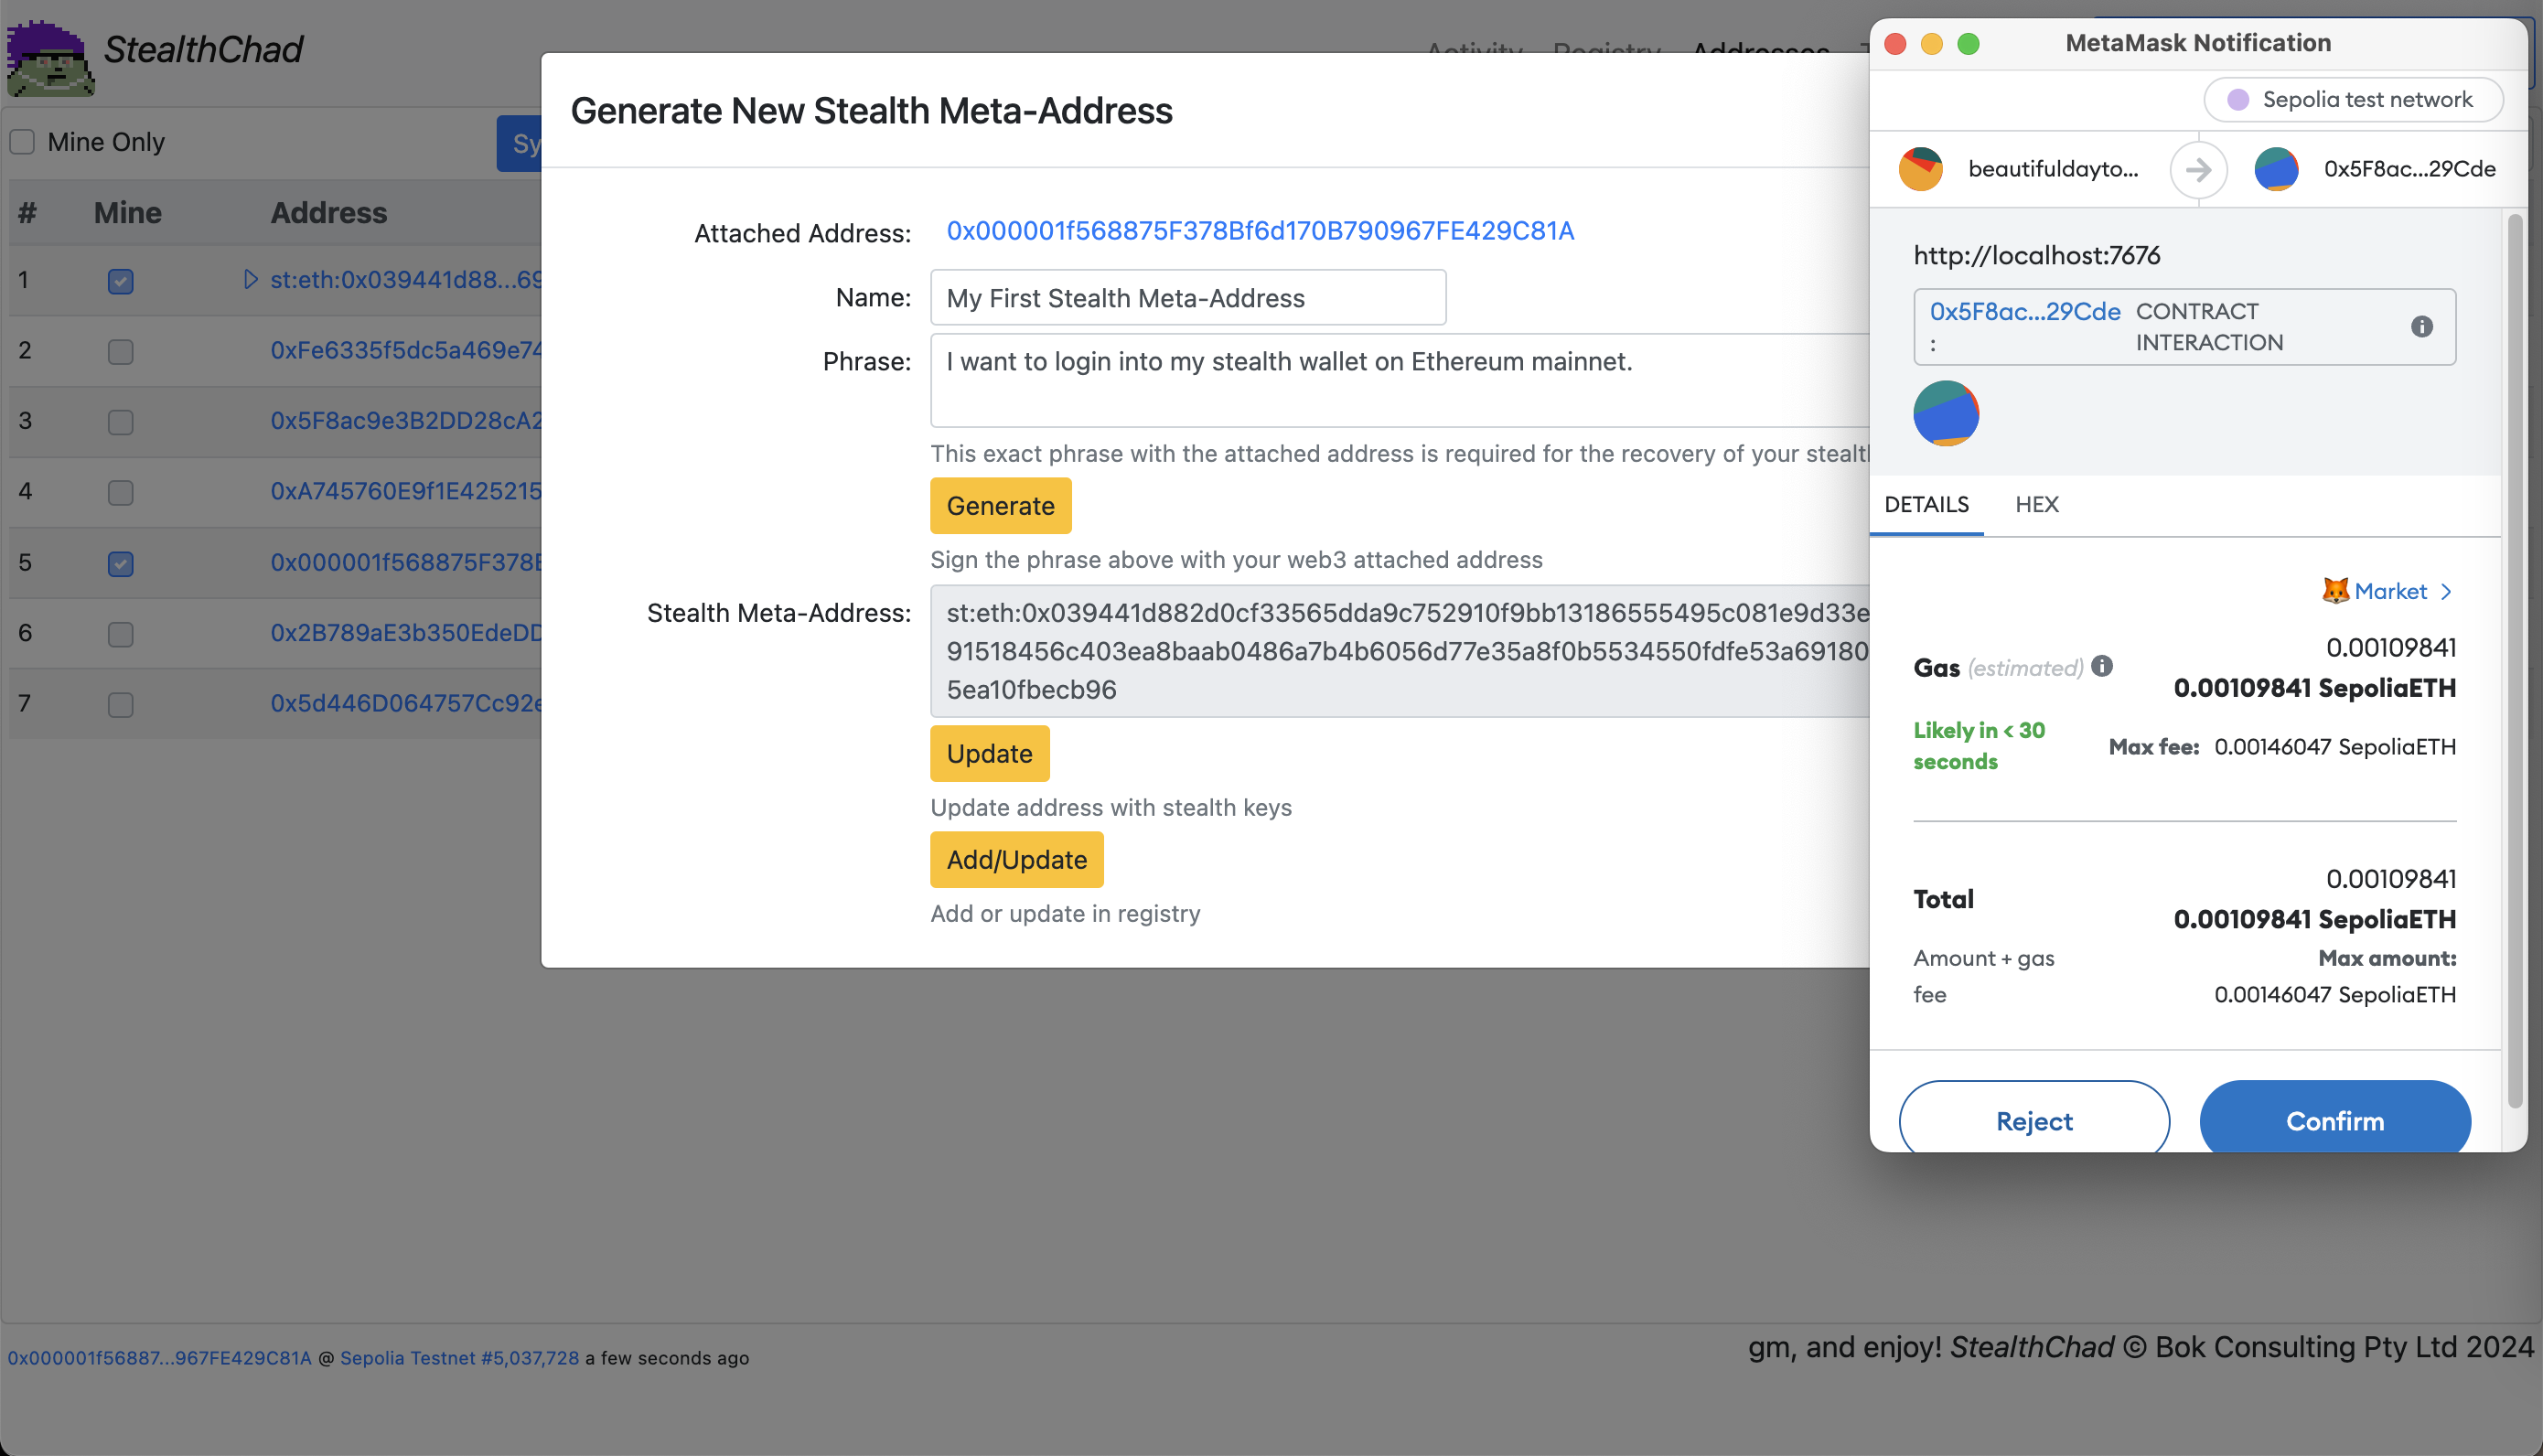 StealthChad
Activity Registry Addresses
Mine Only
Sy
# Mine Address
1 st:eth:0x039441d88...69
2 0xFe6335f5dc5a469e74
3 0x5F8ac9e3B2DD28cA2
4 0xA745760E9f1E425215
5 0x000001f568875F378B
6 0x2B789aE3b350EdeDD
7 0x5d446D064757Cc92e
Generate New Stealth Meta-Address
Attached Address: 0x000001f568875F378Bf6d170B790967FE429C81A
Name: My First Stealth Meta-Address
Phrase: I want to login into my stealth wallet on Ethereum mainnet.
This exact phrase with the attached address is required for the recovery of your stealt
Generate
Sign the phrase above with your web3 attached address
Stealth Meta-Address: st:eth:0x039441d882d0cf33565dda9c752910f9bb13186555495c081e9d33e
91518456c403ea8baab0486a7b4b6056d77e35a8f0b5534550fdfe53a69180
5ea10fbecb96
Update
Update address with stealth keys
Add/Update
Add or update in registry
MetaMask Notification
Sepolia test network
beautifuldayto... 0x5F8ac...29Cde
http://localhost:7676
0x5F8ac...29Cde CONTRACT
: INTERACTION
DETAILS HEX
Market
0.00109841
Gas (estimated) 0.00109841 SepoliaETH
Likely in < 30
seconds
Max fee: 0.00146047 SepoliaETH
0.00109841
Total
0.00109841 SepoliaETH
Amount + gas
fee
Max amount:
0.00146047 SepoliaETH
Reject Confirm
0x000001f56887...967FE429C81A @ Sepolia Testnet #5,037,728 a few seconds ago
gm, and enjoy! StealthChad © Bok Consulting Pty Ltd 2024